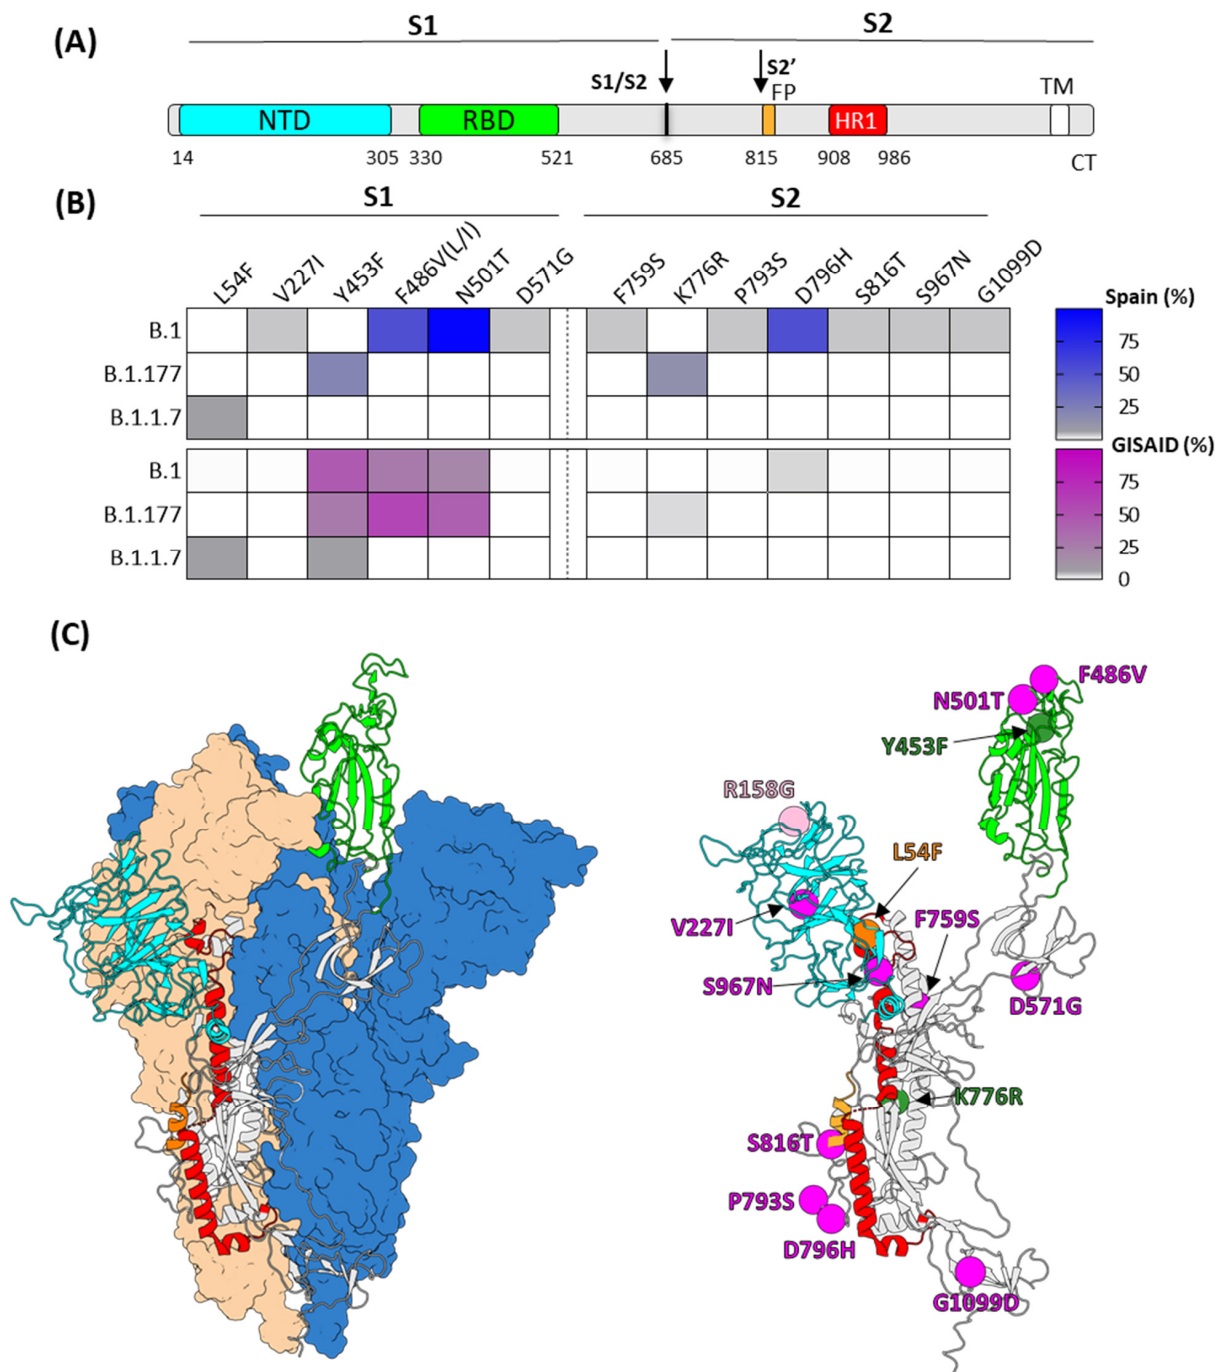 (A)
S1 S2
S1/S2 S2’ FP TM
NTD RBD HR1
14 305 330 521 685 815 908 986 CT
(B)
S1 S2
L54F V227I Y453F F486V(L/I) N501T D571G F759S K776R P793S D796H S816T S967N G1099D
Spain (%)
B.1
75
B.1.177
50
B.1.1.7
25
GISAID (%)
B.1
75
B.1.177
50
B.1.1.7
25
0
(C)
F486V
N501T
Y453F
R158G
L54F
V227I
F759S
S967N
D571G
K776R
S816T
P793S
D796H
G1099D